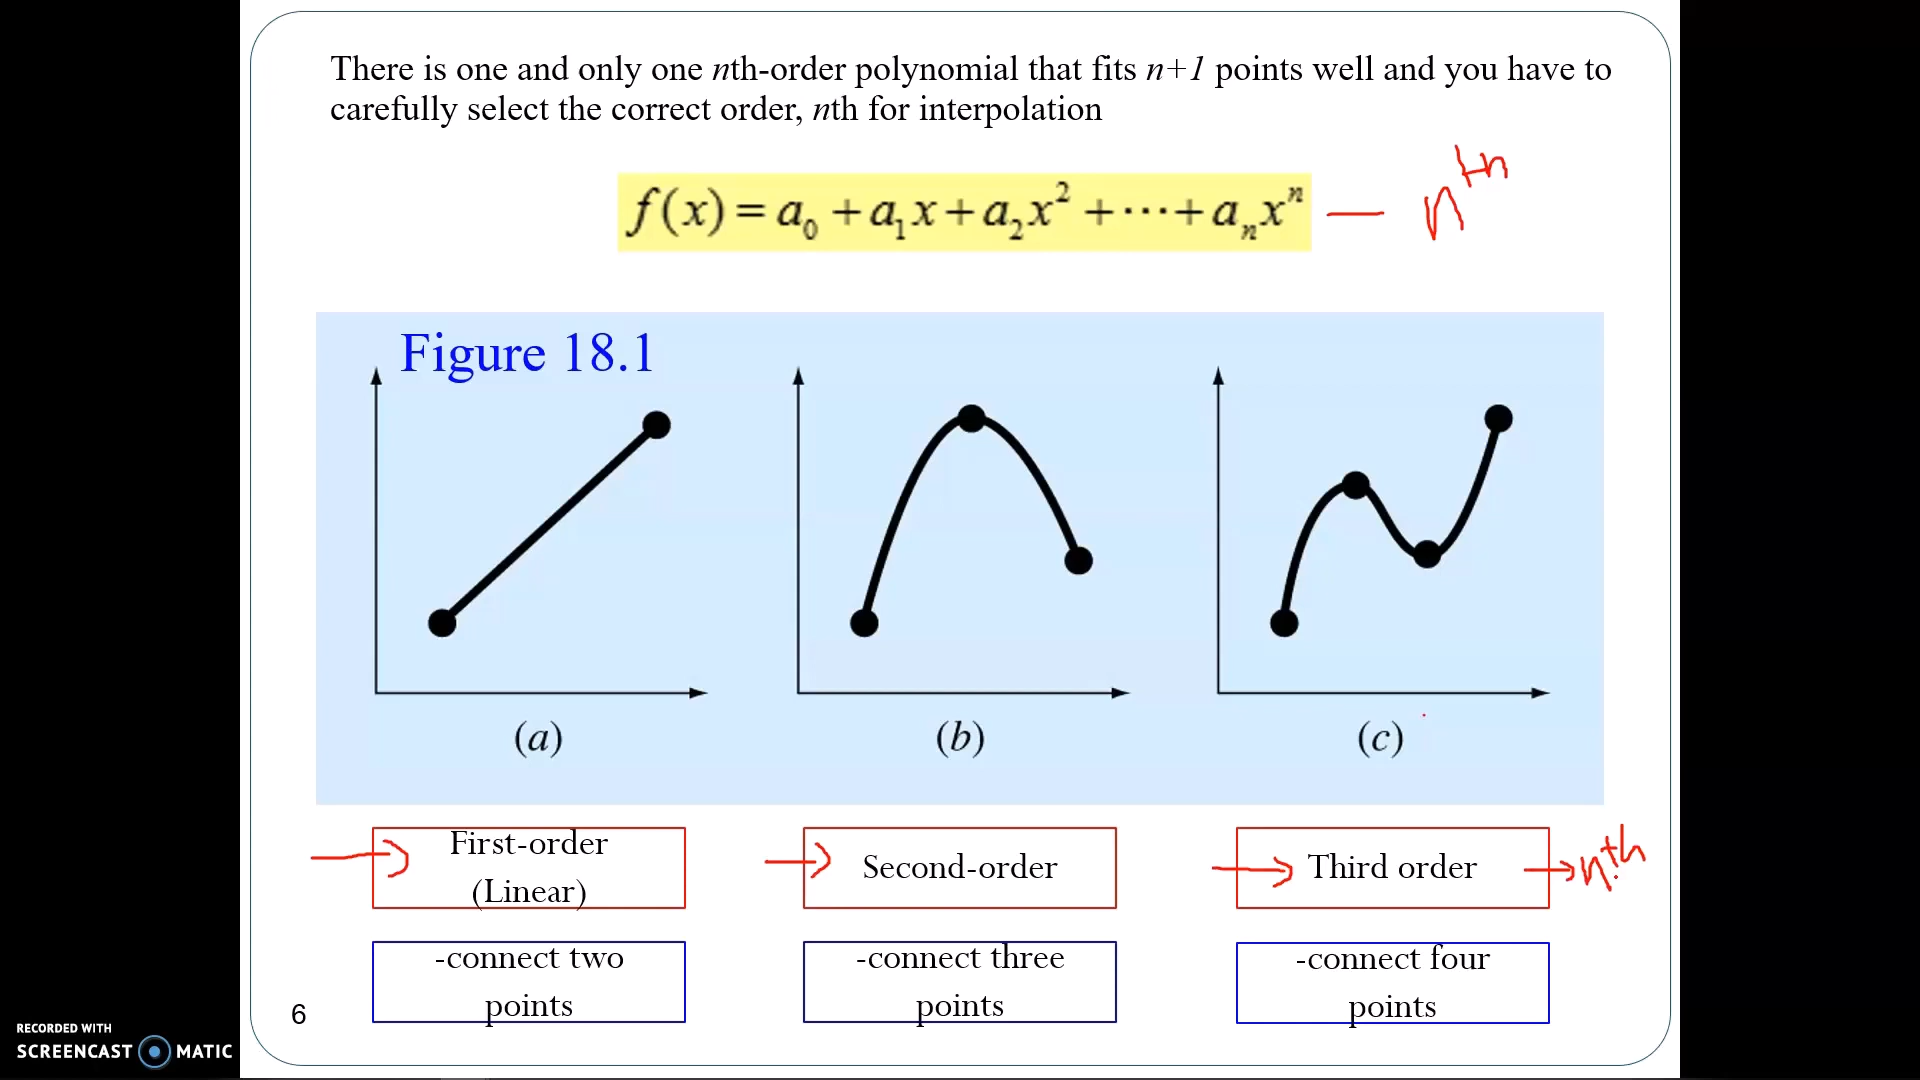 There is one and only one nth-order polynomial that fits n+1 points well and you have to
carefully select the correct order, nth for interpolation
f(x) = a₀ + a₁x + a₂x² + ⋯ + aₙxⁿ — nth
Figure 18.1
(a) (b) (c)
First-order
(Linear)
Second-order
Third order
nth
-connect two
points
-connect three
points
-connect four
points
6
RECORDED WITH
SCREENCAST MATIC